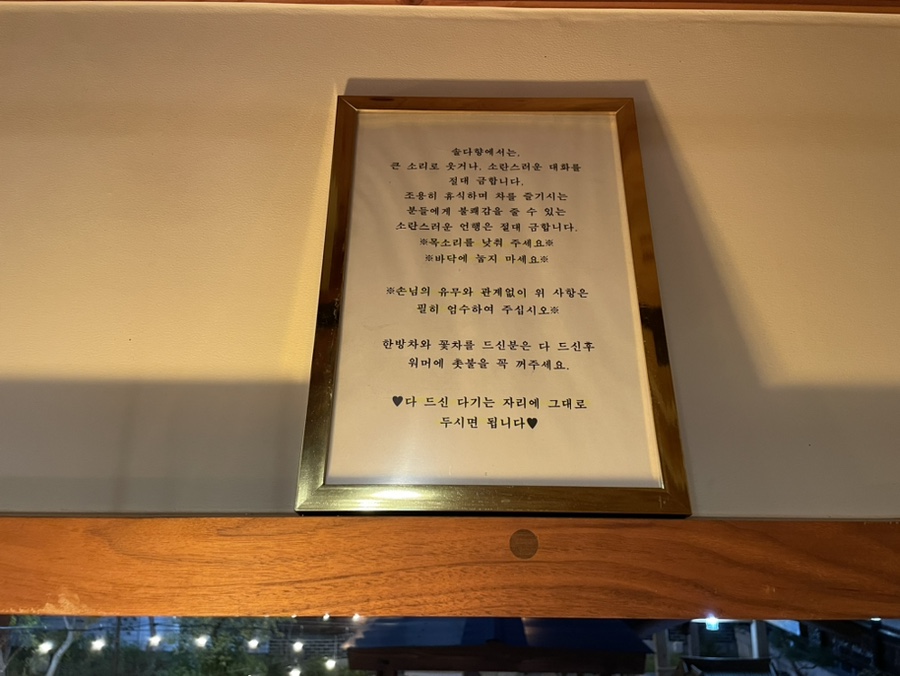 솔다향에서는,
큰 소리로 웃거나, 소란스러운 대화를
절대 금합니다.
조용히 휴식하며 차를 즐기시는
분들에게 불쾌감을 줄 수 있는
소란스러운 언행은 절대 금합니다.
※목소리를 낮춰 주세요※
※바닥에 눕지 마세요※
※손님의 유무와 관계없이 위 사항은
필히 엄수하여 주십시오※
한방차와 꽃차를 드신분은 다 드신후
워머에 촛불을 꼭 꺼주세요.
♥다 드신 다기는 자리에 그대로
두시면 됩니다♥